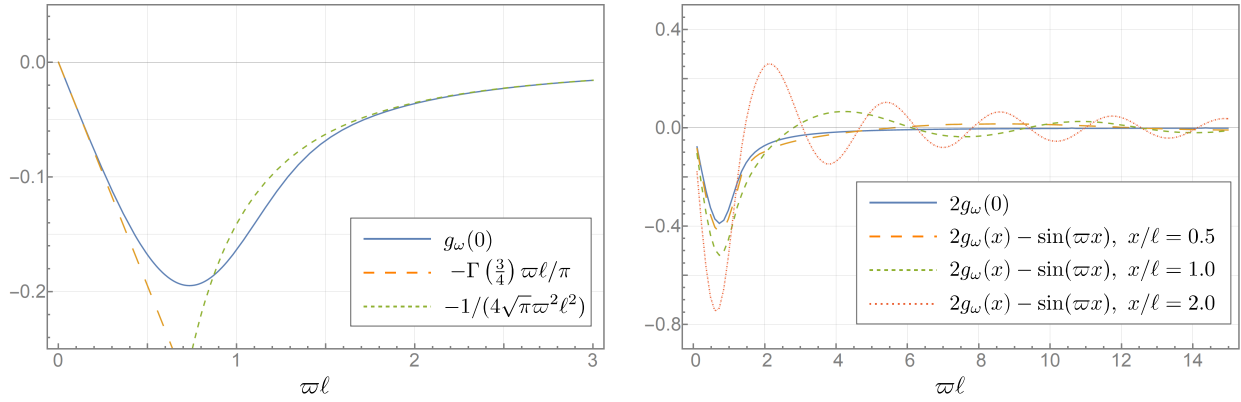 0.0
−0.1
−0.2
0
1
2
3
ϖℓ
g_ω(0)
−Γ(3/4) ϖℓ/π
−1/(4√πϖ²ℓ²)
0.4
0.0
−0.4
−0.8
0
2
4
6
8
10
12
14
ϖℓ
2g_ω(0)
2g_ω(x) − sin(ϖx), x/ℓ = 0.5
2g_ω(x) − sin(ϖx), x/ℓ = 1.0
2g_ω(x) − sin(ϖx), x/ℓ = 2.0